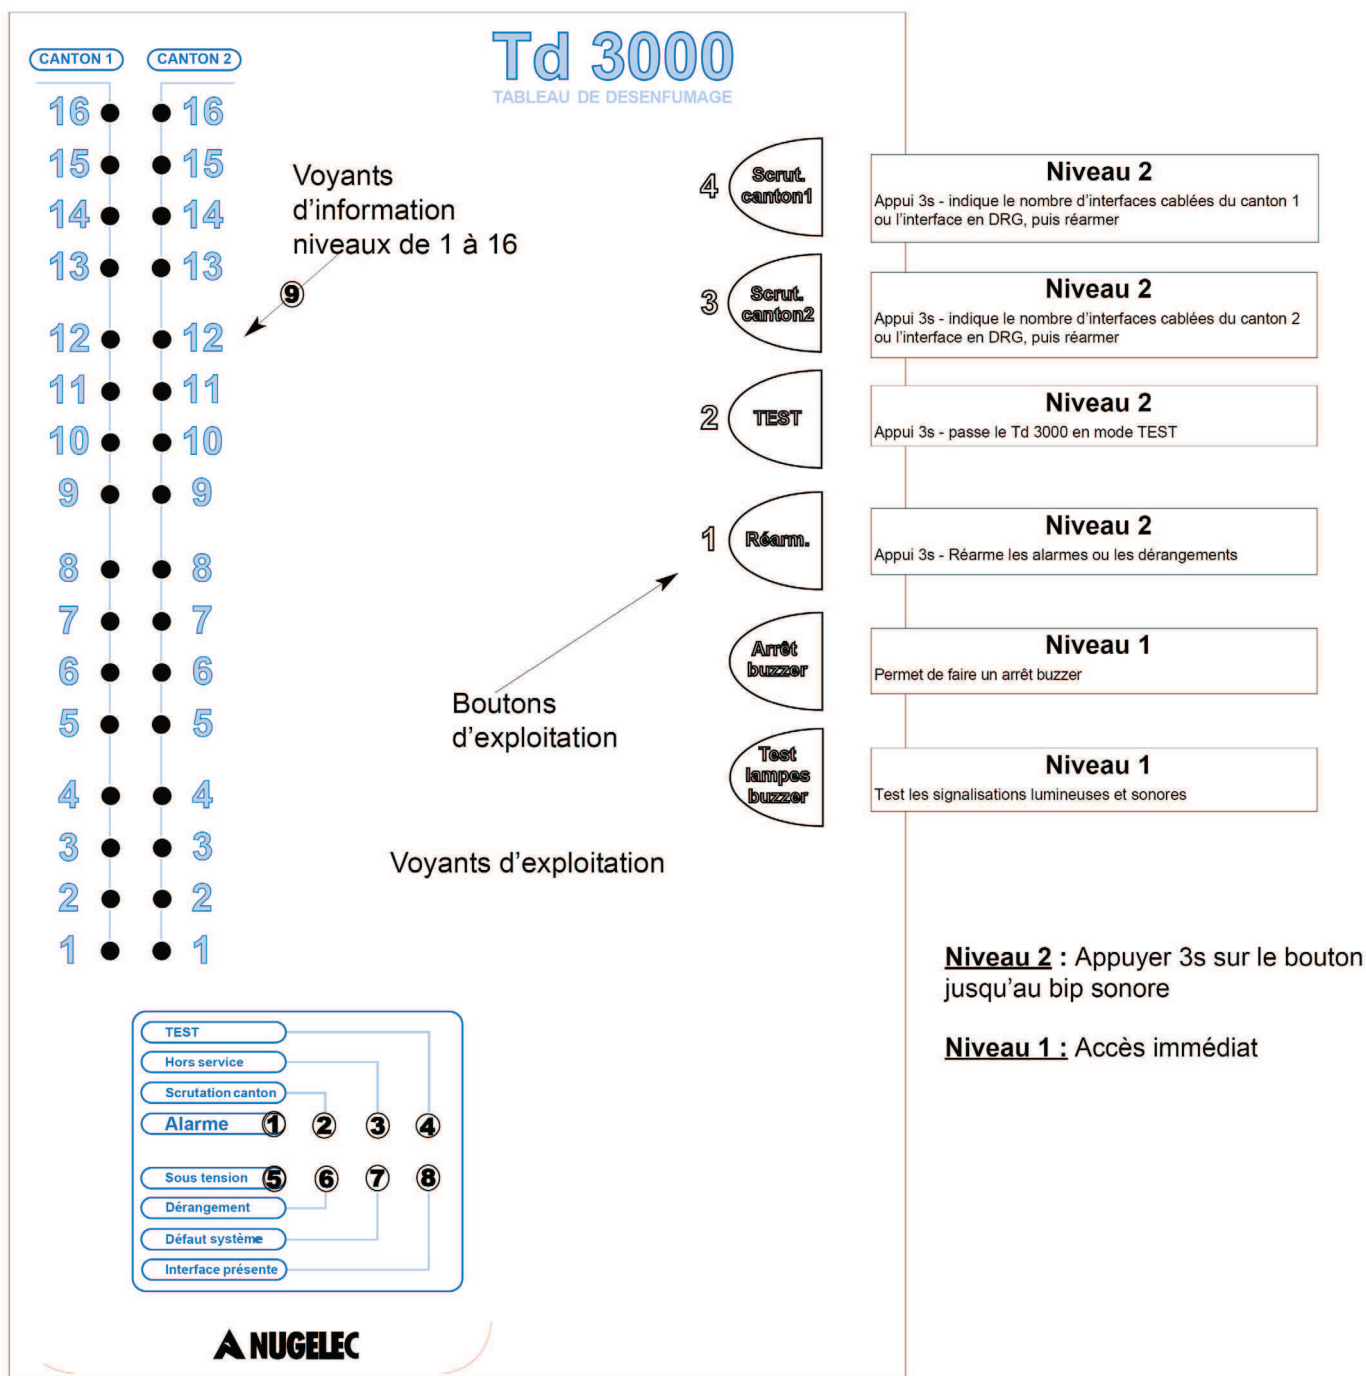 Td 3000
TABLEAU DE DESENFUMAGE
CANTON 1
CANTON 2
16 16
15 15
14 14
13 13
12 12
11 11
10 10
9 9
8 8
7 7
6 6
5 5
4 4
3 3
2 2
1 1
Voyants
d'information
niveaux de 1 à 16
9
4
Scrut.
canton1
Niveau 2
Appui 3s - indique le nombre d'interfaces cablées du canton 1
ou l'interface en DRG, puis réarmer
3
Scrut.
canton2
Niveau 2
Appui 3s - indique le nombre d'interfaces cablées du canton 2
ou l'interface en DRG, puis réarmer
2
TEST
Niveau 2
Appui 3s - passe le Td 3000 en mode TEST
1
Réarm.
Niveau 2
Appui 3s - Réarme les alarmes ou les dérangements
Arrêt
buzzer
Niveau 1
Permet de faire un arrêt buzzer
Test
lampes
buzzer
Niveau 1
Test les signalisations lumineuses et sonores
Boutons
d'exploitation
Voyants d'exploitation
Niveau 2 : Appuyer 3s sur le bouton
jusqu'au bip sonore
Niveau 1 : Accès immédiat
TEST
Hors service
Scrutation canton
Alarme 1 2 3 4
Sous tension 5 6 7 8
Dérangement
Défaut système
Interface présente
NUGELEC